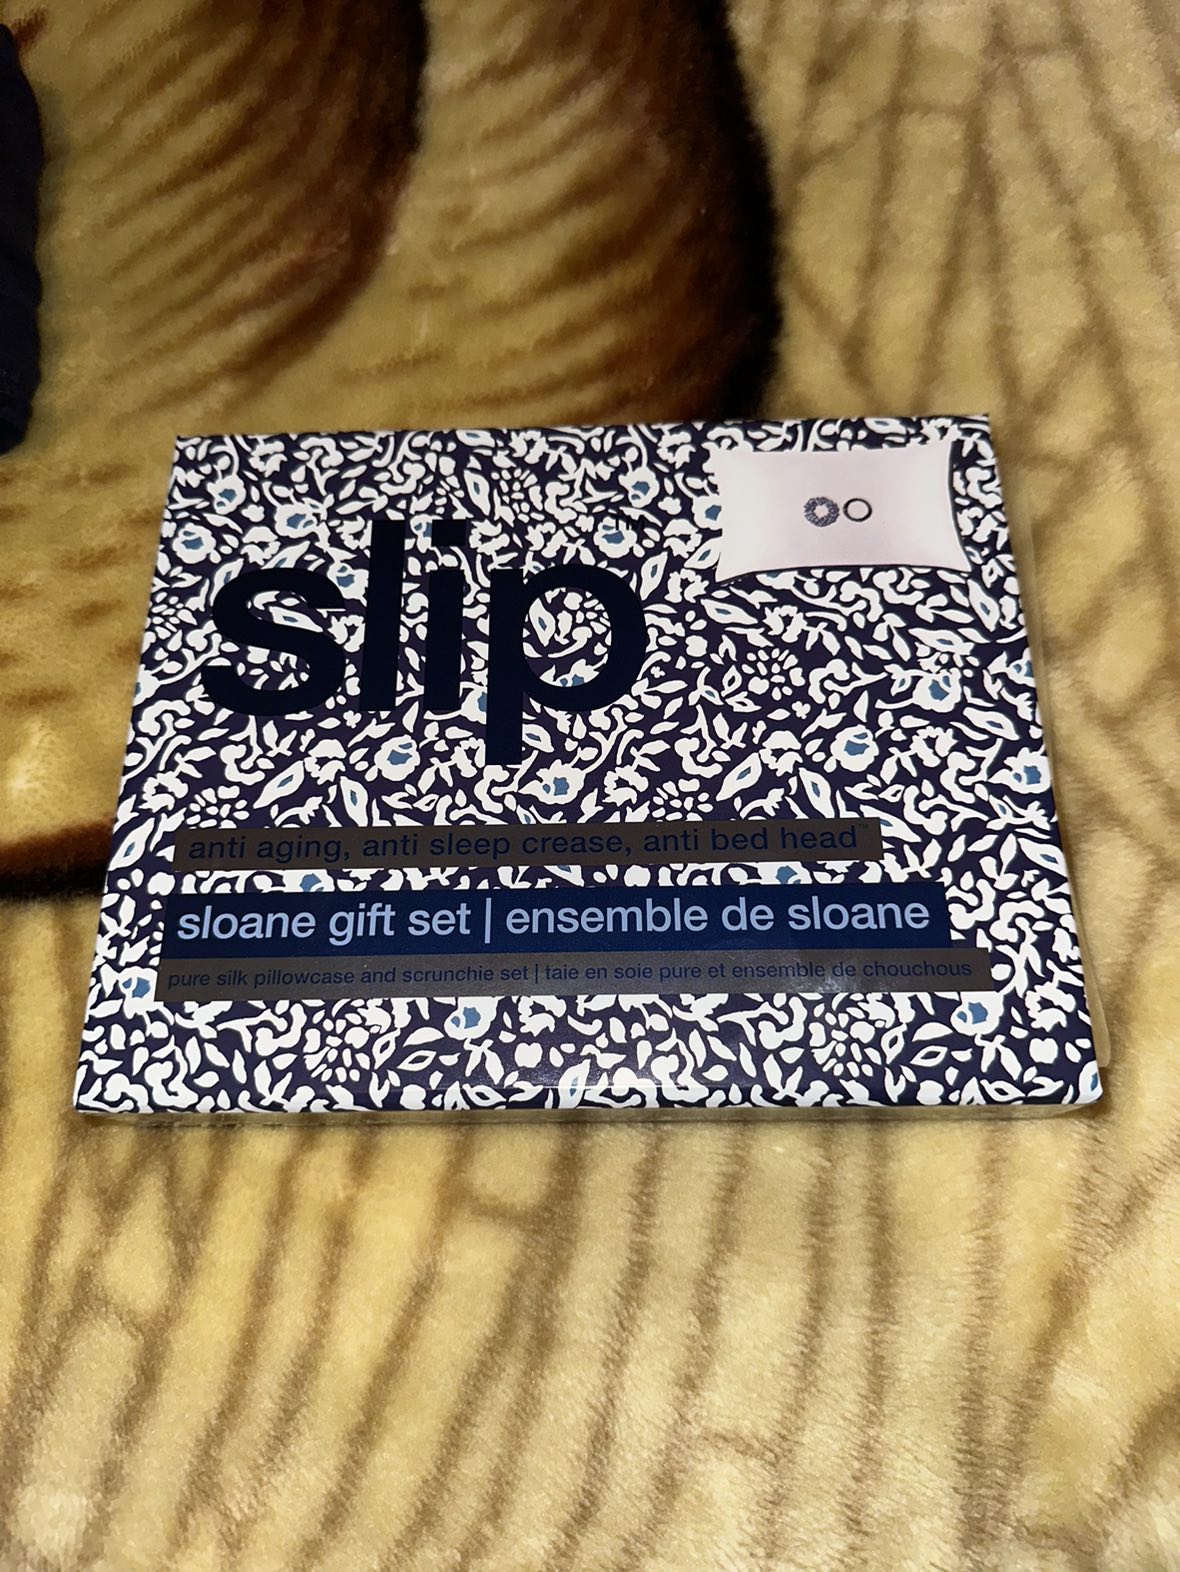 slip™
anti aging, anti sleep crease, anti bed head™
sloane gift set | ensemble de sloane
pure silk pillowcase and scrunchie set | taie en soie pure et ensemble de chouchous